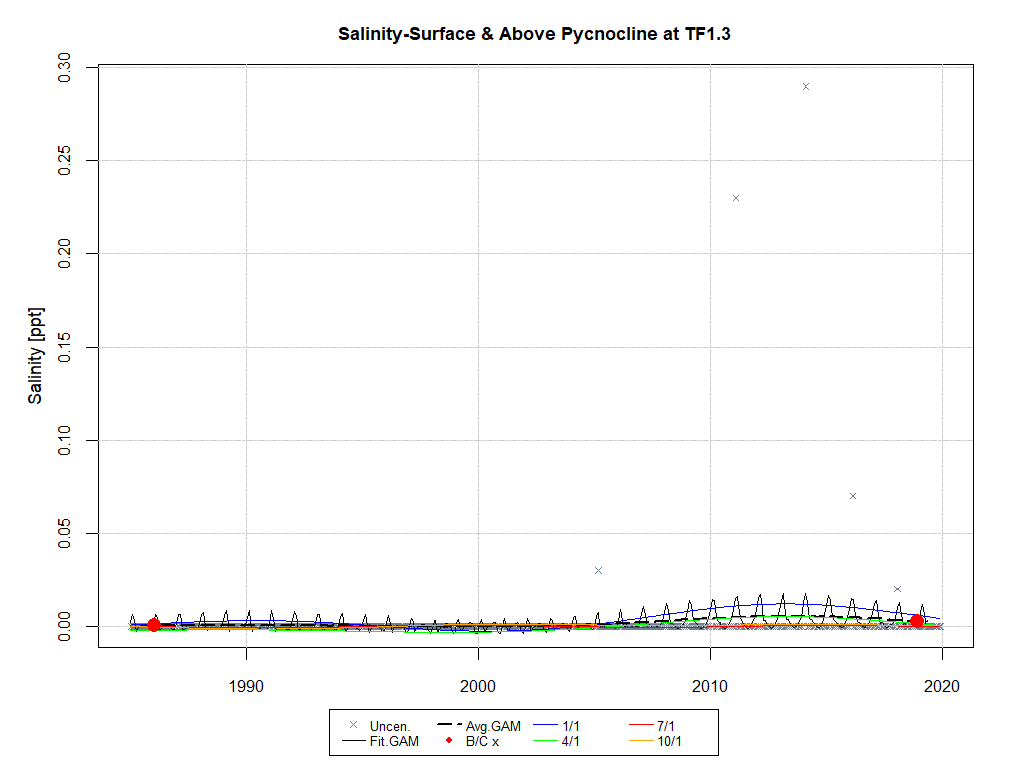 Salinity-Surface & Above Pycnocline at TF1.3
Salinity [ppt]
0.30
0.25
0.20
0.15
0.10
0.05
0.00
1990 2000 2010 2020
Uncen. Avg.GAM 1/1 7/1
Fit.GAM B/C x 4/1 10/1